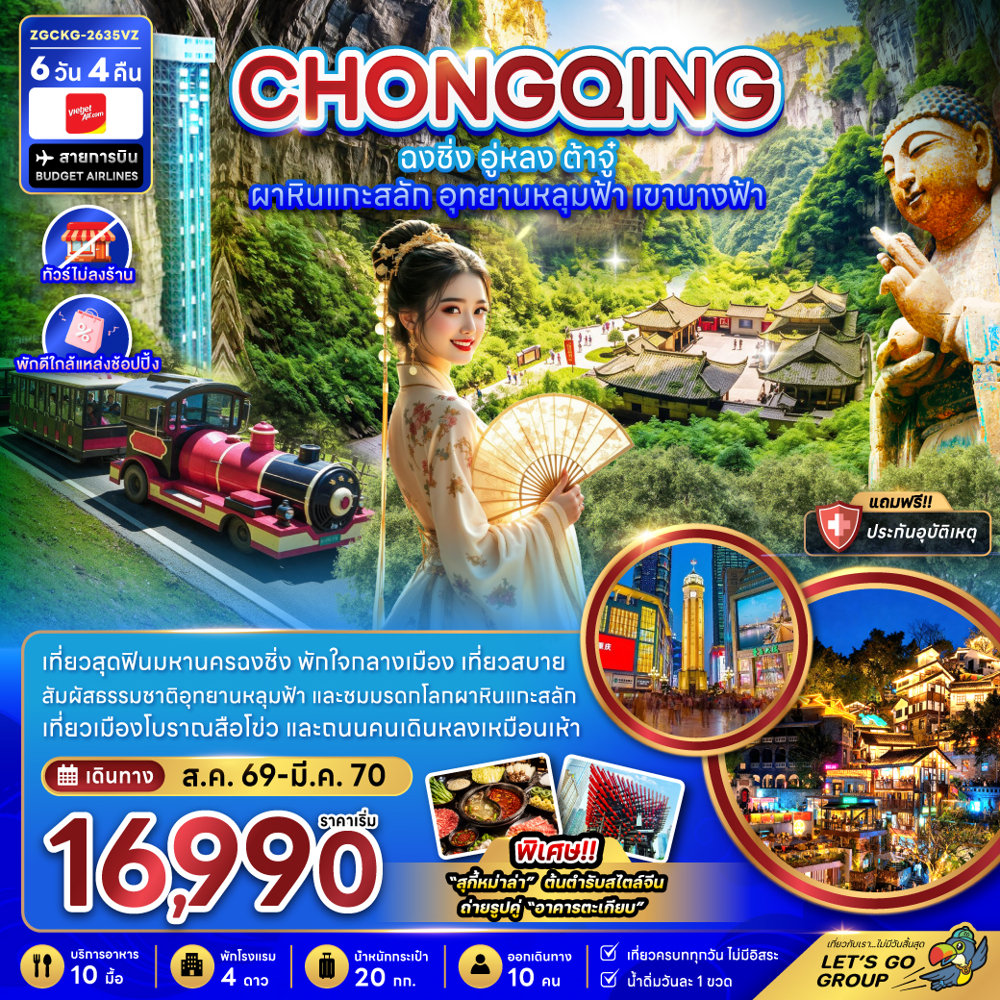 ZGCKG-2635VZ
6 วัน 4 คืน
vietjet Air.com
สายการบิน
BUDGET AIRLINES
CHONGQING
ฉงชิ่ง อู่หลง ต้าจู๋
ผาหินแกะสลัก อุทยานหลุมฟ้า เขานางฟ้า
ทัวร์ไม่ลงร้าน
%
พักดีใกล้แหล่งช้อปปิ้ง
แถมฟรี!!
ประกันอุบัติเหตุ
重庆
เที่ยวสุดฟินมหานครฉงชิ่ง พักใจกลางเมือง เที่ยวสบาย
สัมผัสธรรมชาติอุทยานหลุมฟ้า และชมมรดกโลกผาหินแกะสลัก
เที่ยวเมืองโบราณสือโข่ว และถนนคนเดินหลงเหมือนเห้า
เดินทาง ส.ค. 69-มี.ค. 70
ราคาเริ่ม
16,990
พิเศษ!!
"สุกี้หม่าล่า" ต้นตำรับสไตล์จีน
ถ่ายรูปคู่ "อาคารตะเกียบ"
บริการอาหาร
10 มื้อ
พักโรงแรม
4 ดาว
น้ำหนักกระเป๋า
20 กก.
ออกเดินทาง
10 คน
เที่ยวครบทุกวัน ไม่มีอิสระ
น้ำดื่มวันละ 1 ขวด
เที่ยวกับเรา...ไม่มีวันสิ้นสุด
LET'S GO
GROUP